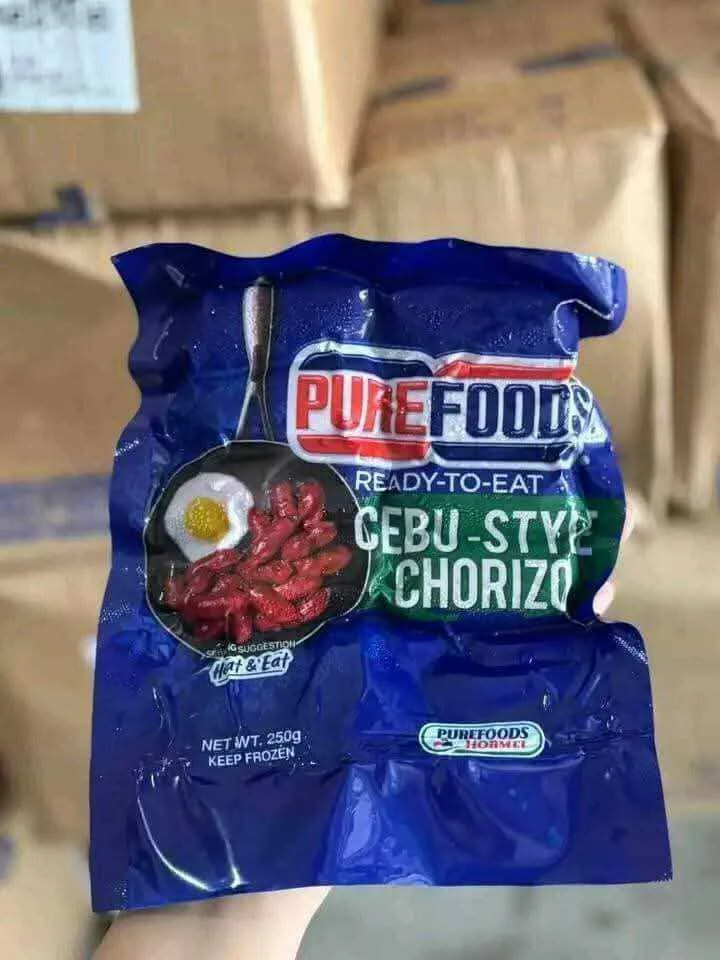 PUREFOODS
READY-TO-EAT
CEBU-STYLE
CHORIZO
SUGGESTION
Heat & Eat
NET WT. 250g
KEEP FROZEN
PUREFOODS
HORMEL